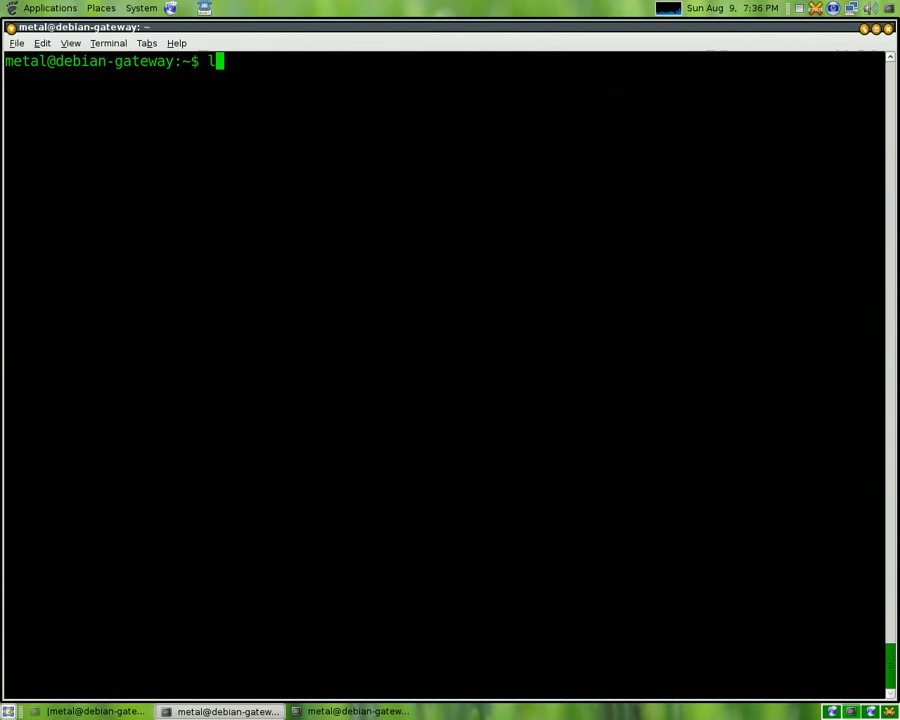 Applications Places System Sun Aug 9, 7:36 PM
metal@debian-gateway: ~
File Edit View Terminal Tabs Help
metal@debian-gateway:~$ l
[metal@debian-gate... metal@debian-gatew... metal@debian-gatew...